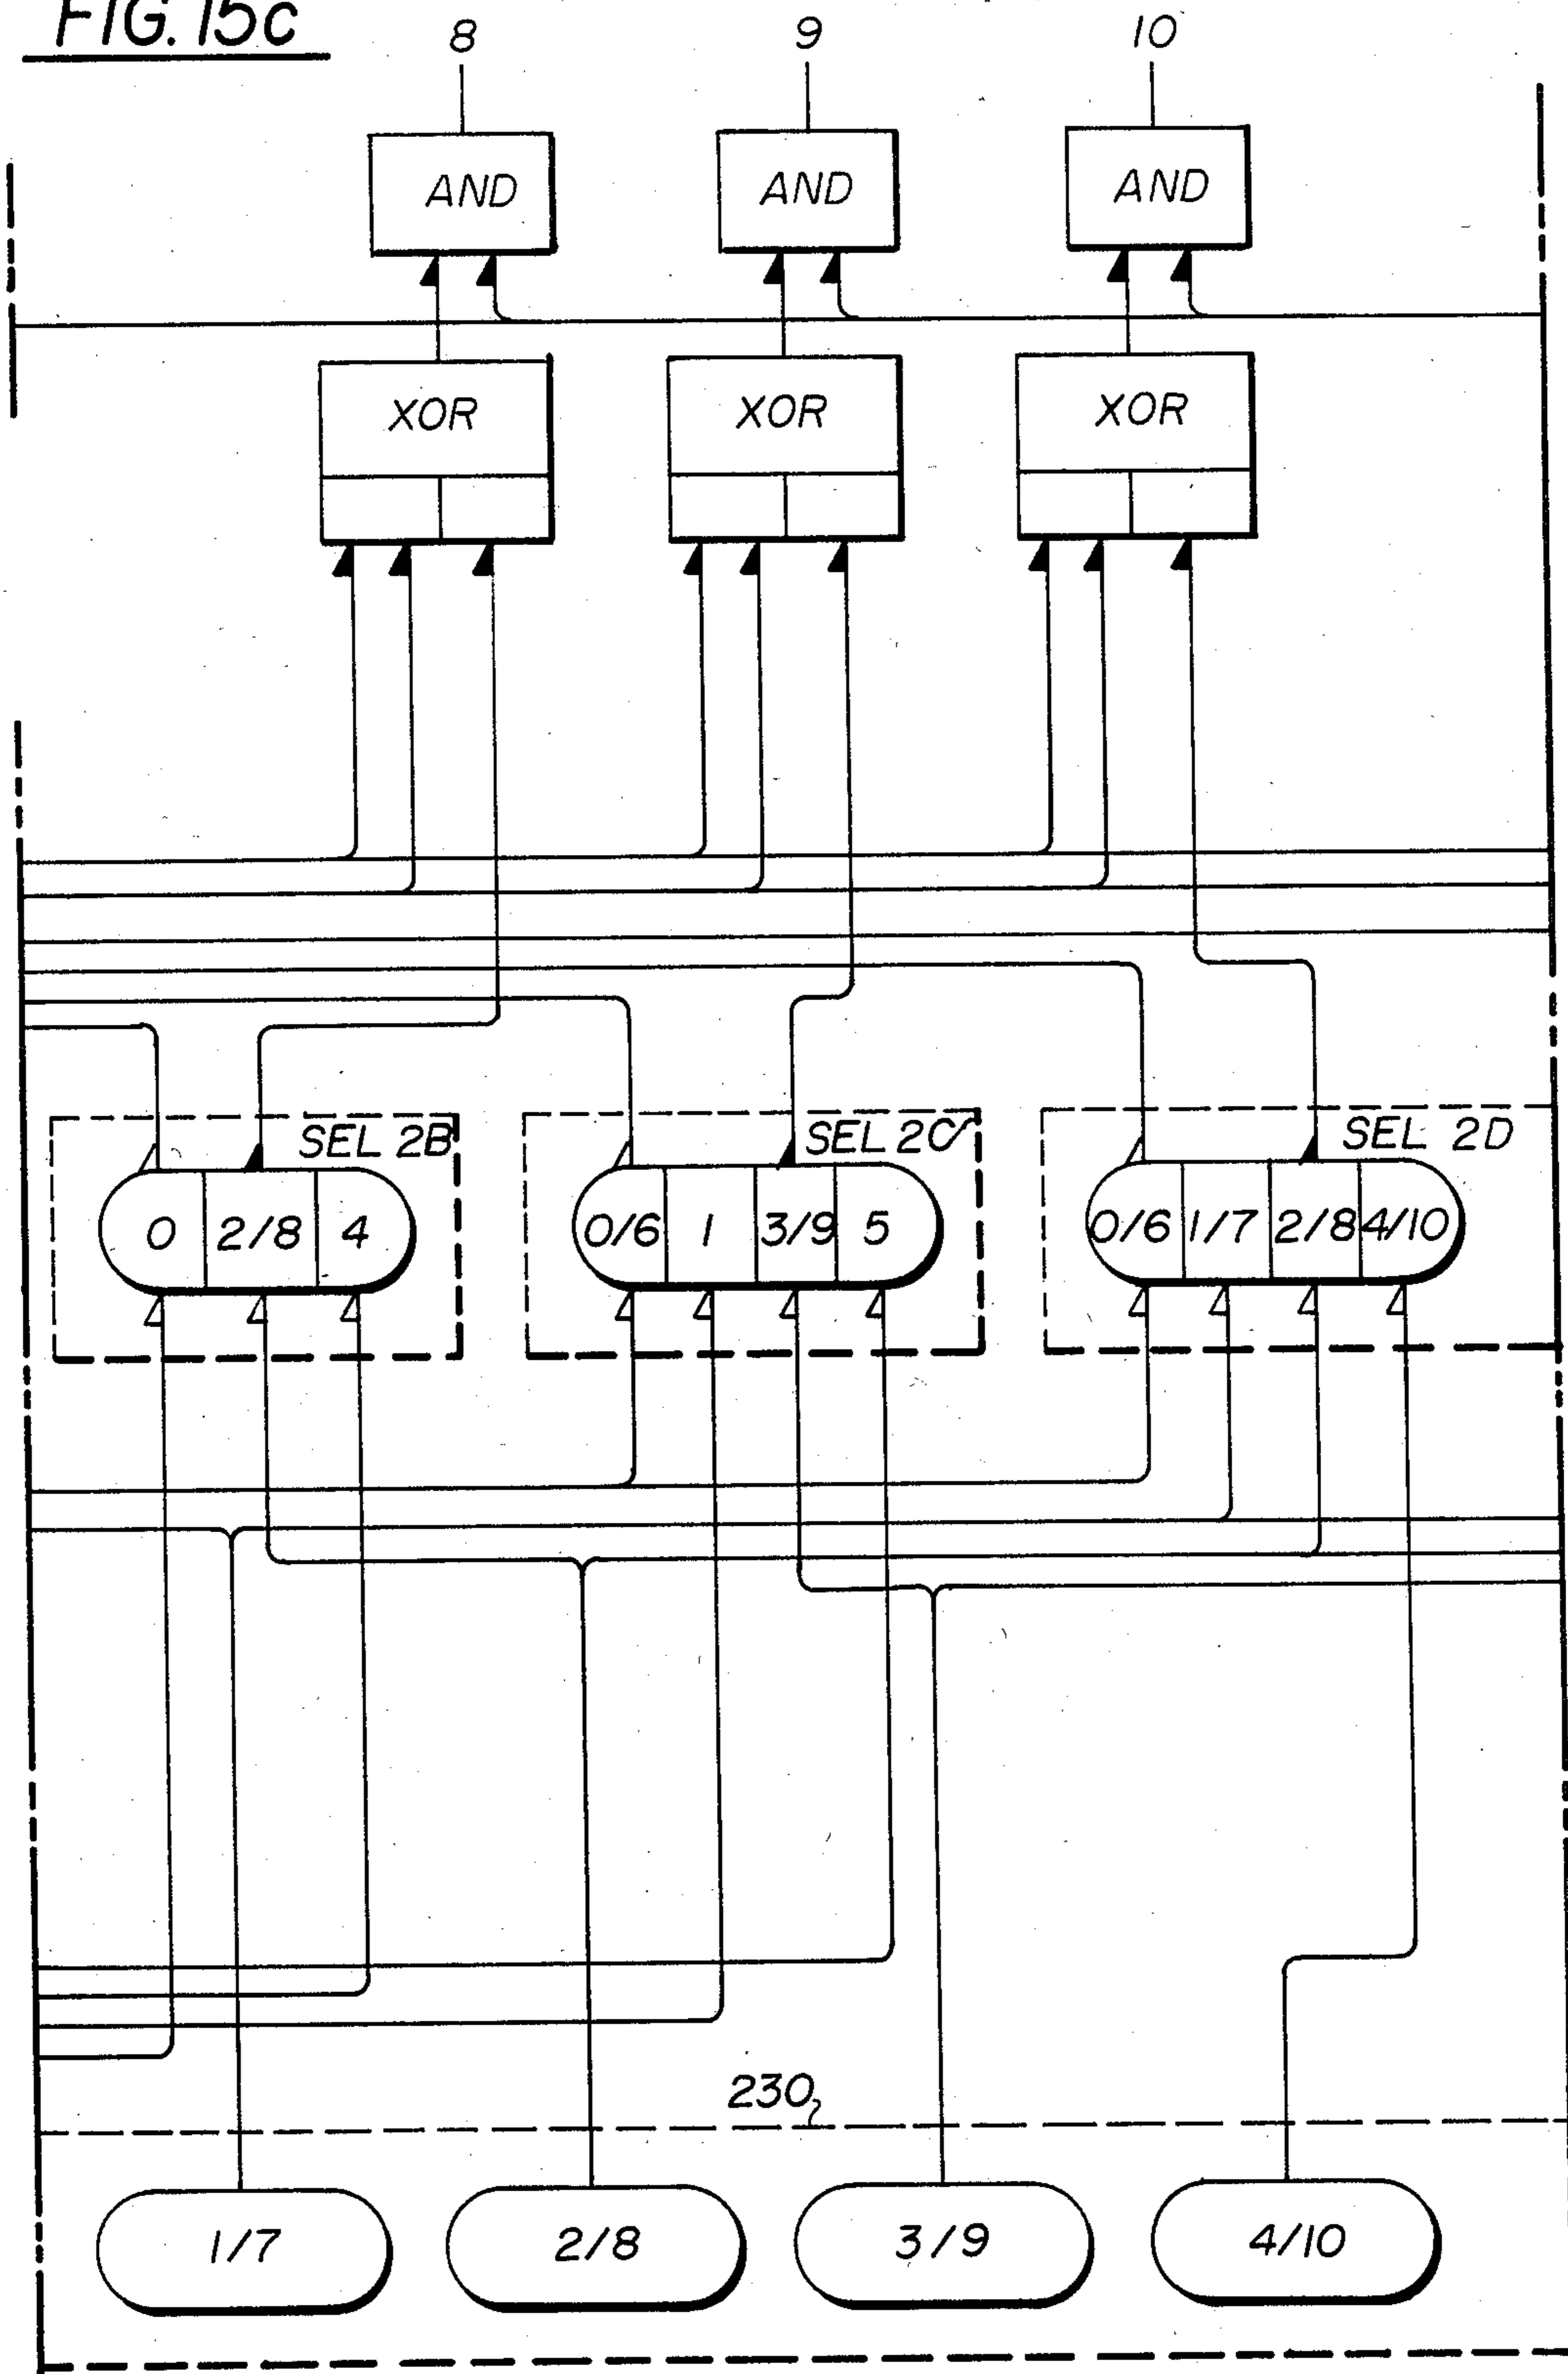 FIG. 15c
8 9 10
AND AND AND
XOR XOR XOR
SEL 2B SEL 2C SEL 2D
0 2/8 4 0/6 1 3/9 5 0/6 1/7 2/8 4/10
230
1/7 2/8 3/9 4/10